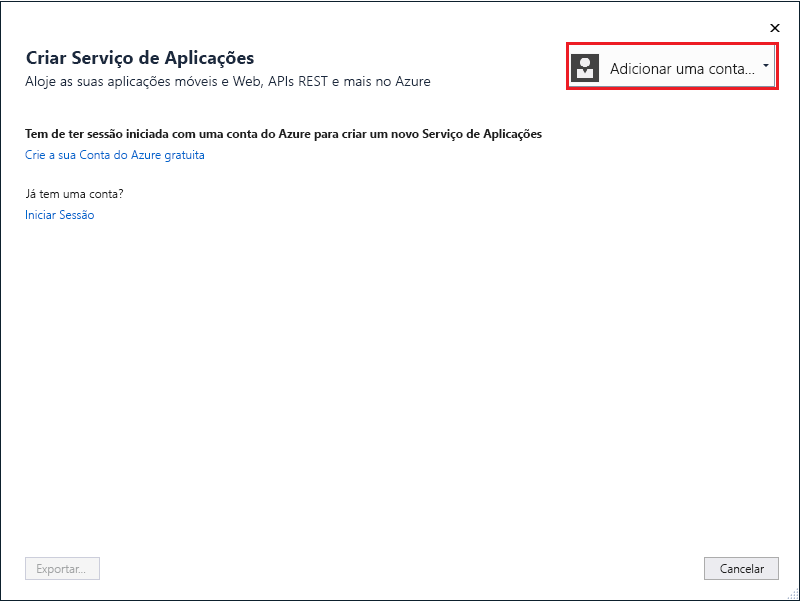 Criar Serviço de Aplicações
Aloje as suas aplicações móveis e Web, APIs REST e mais no Azure
Adicionar uma conta...
Tem de ter sessão iniciada com uma conta do Azure para criar um novo Serviço de Aplicações
Crie a sua Conta do Azure gratuita
Já tem uma conta?
Iniciar Sessão
Exportar...
Cancelar